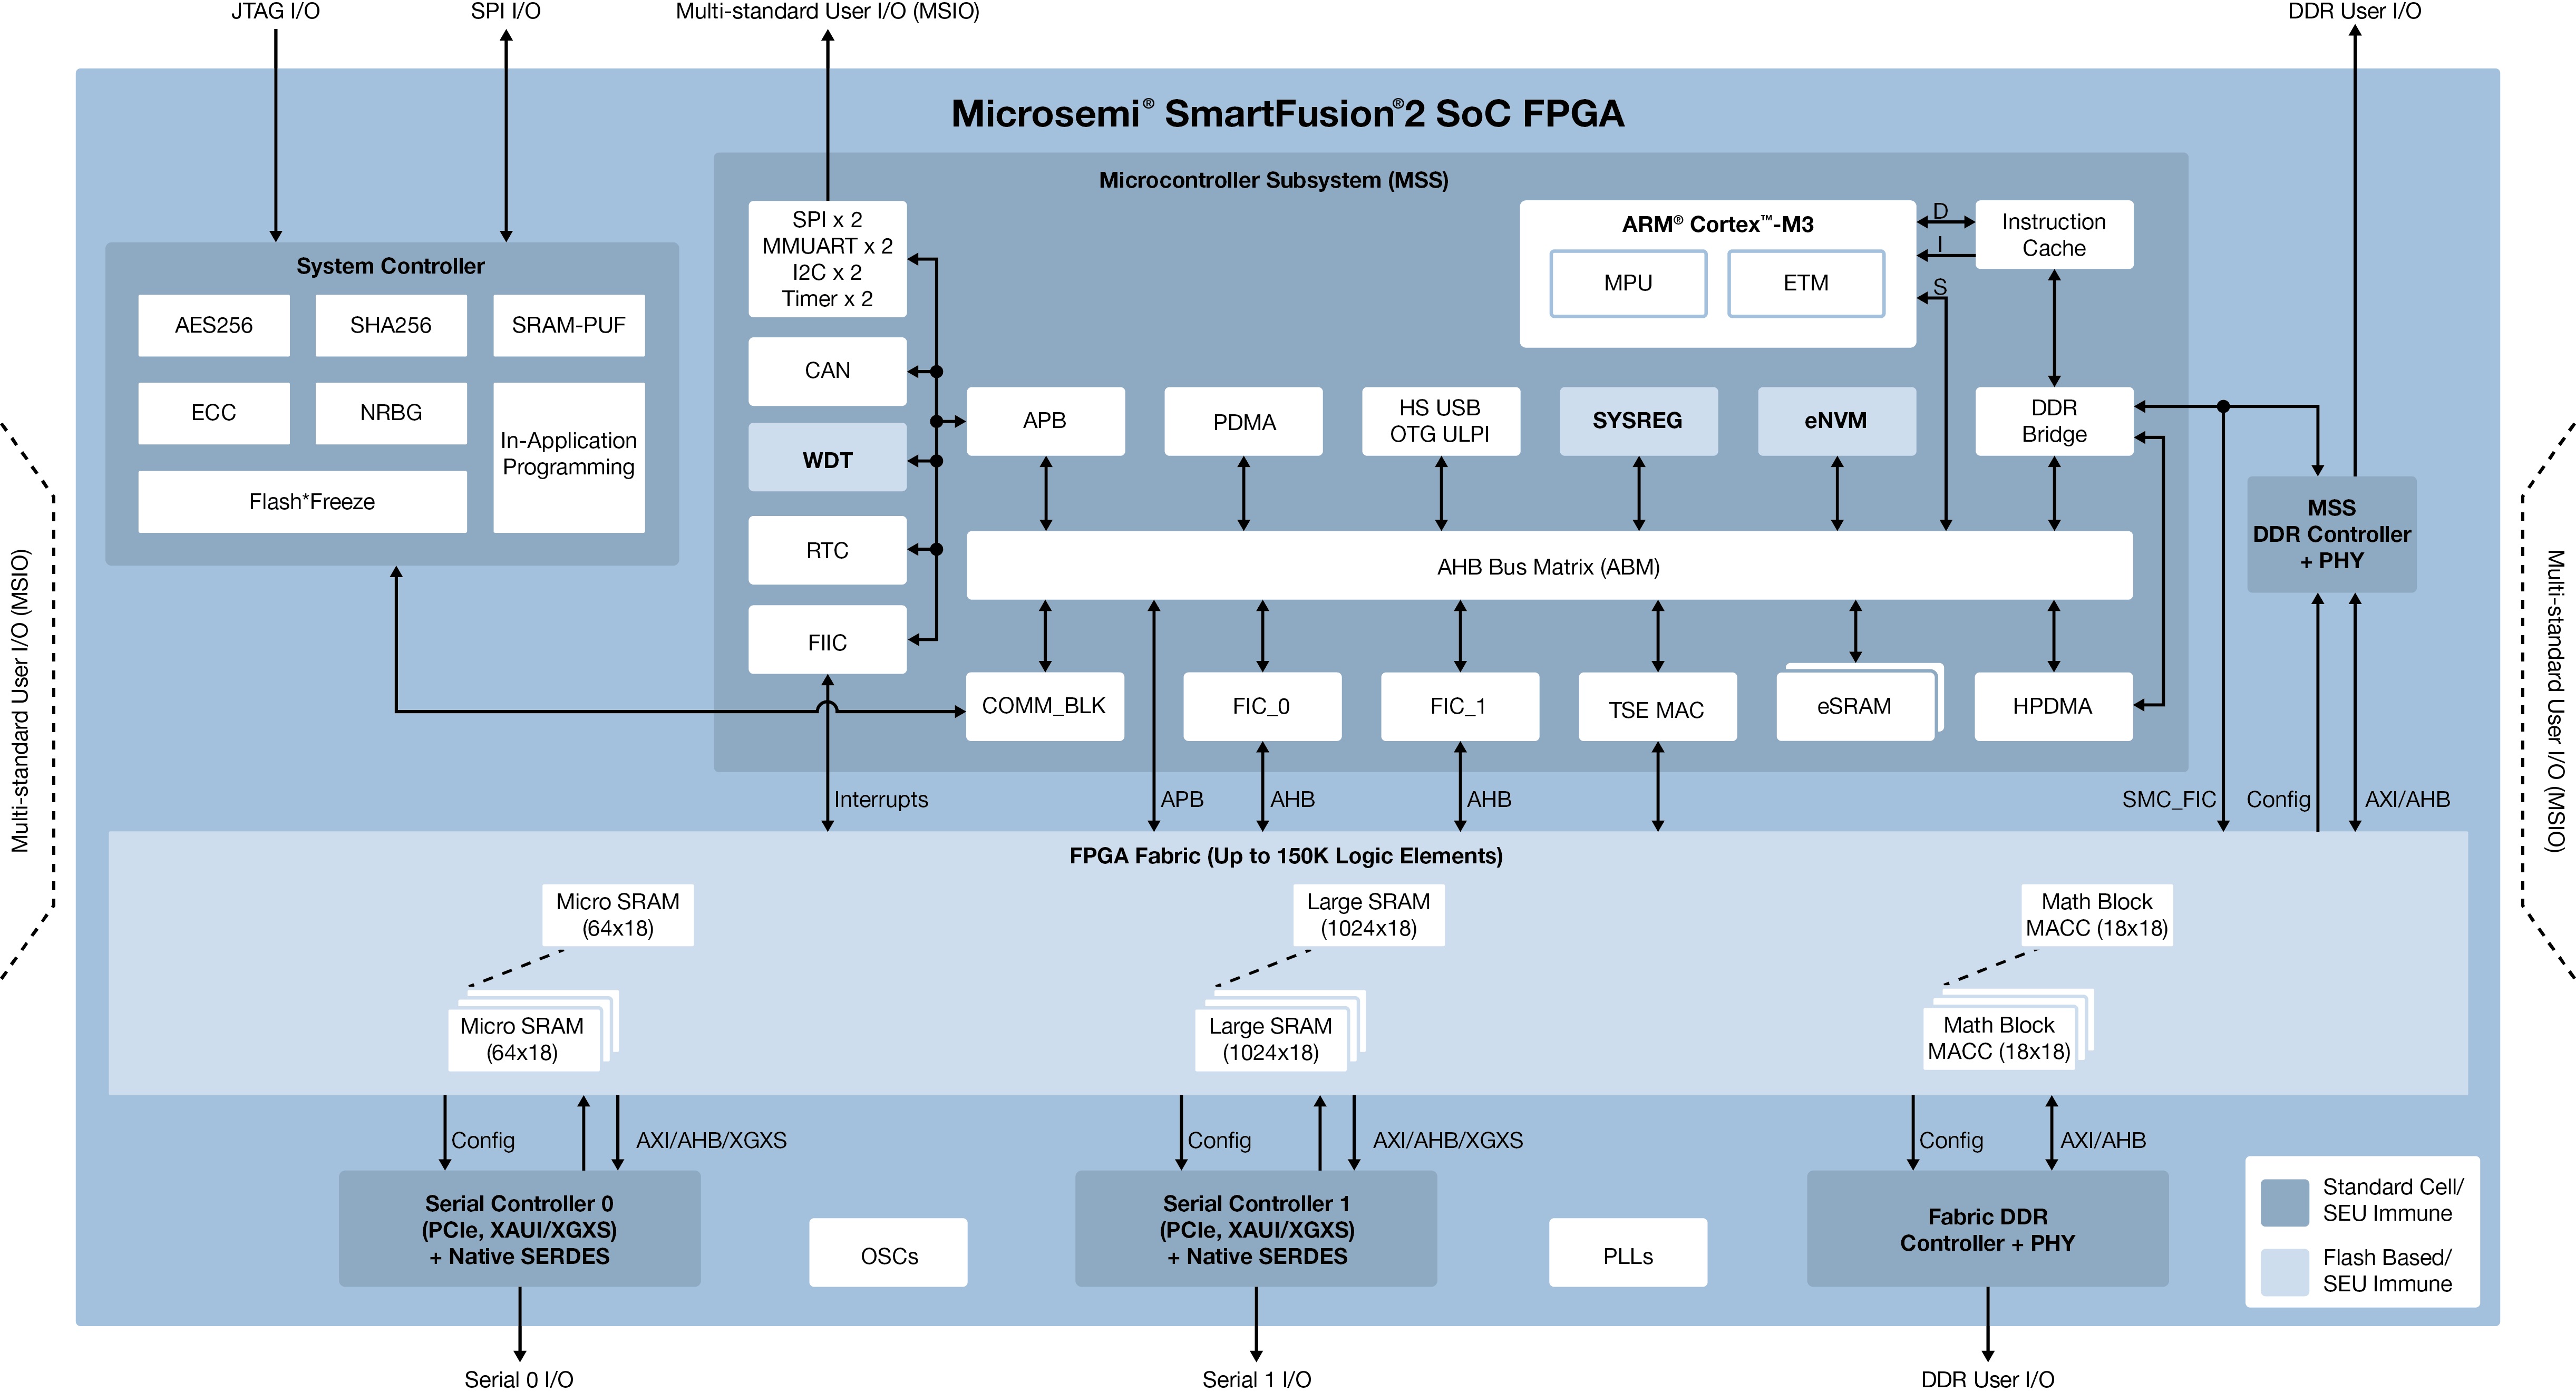 JTAG I/O
SPI I/O
Multi-standard User I/O (MSIO)
DDR User I/O
Microsemi® SmartFusion®2 SoC FPGA
Microcontroller Subsystem (MSS)
System Controller
AES256
SHA256
SRAM-PUF
ECC
NRBG
In-Application
Programming
Flash*Freeze
SPI x 2
MMUART x 2
I2C x 2
Timer x 2
CAN
WDT
RTC
FIIC
ARM® Cortex™-M3
MPU
ETM
D
I
S
Instruction
Cache
APB
PDMA
HS USB
OTG ULPI
SYSREG
eNVM
DDR
Bridge
MSS
DDR Controller
+ PHY
AHB Bus Matrix (ABM)
COMM_BLK
FIC_0
FIC_1
TSE MAC
eSRAM
HPDMA
Multi-standard User I/O (MSIO)
Multi-standard User I/O (MSIO)
Interrupts
APB
AHB
AHB
SMC_FIC
Config
AXI/AHB
FPGA Fabric (Up to 150K Logic Elements)
Micro SRAM
(64x18)
Large SRAM
(1024x18)
Math Block
MACC (18x18)
Micro SRAM
(64x18)
Large SRAM
(1024x18)
Math Block
MACC (18x18)
Config
AXI/AHB/XGXS
Config
AXI/AHB/XGXS
Config
AXI/AHB
Serial Controller 0
(PCIe, XAUI/XGXS)
+ Native SERDES
OSCs
Serial Controller 1
(PCIe, XAUI/XGXS)
+ Native SERDES
PLLs
Fabric DDR
Controller + PHY
Standard Cell/
SEU Immune
Flash Based/
SEU Immune
Serial 0 I/O
Serial 1 I/O
DDR User I/O